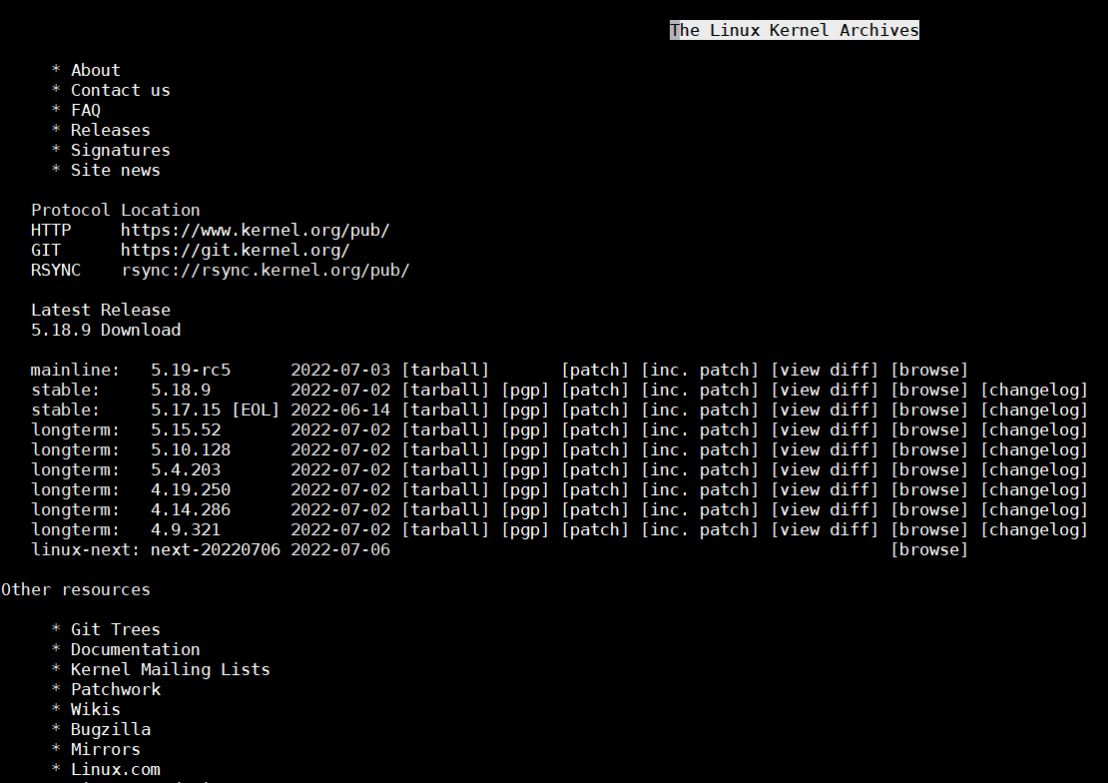 The Linux Kernel Archives
* About
* Contact us
* FAQ
* Releases
* Signatures
* Site news
Protocol Location
HTTP https://www.kernel.org/pub/
GIT https://git.kernel.org/
RSYNC rsync://rsync.kernel.org/pub/
Latest Release
5.18.9 Download
mainline: 5.19-rc5 2022-07-03 [tarball] [patch] [inc. patch] [view diff] [browse]
stable: 5.18.9 2022-07-02 [tarball] [pgp] [patch] [inc. patch] [view diff] [browse] [changelog]
stable: 5.17.15 [EOL] 2022-06-14 [tarball] [pgp] [patch] [inc. patch] [view diff] [browse] [changelog]
longterm: 5.15.52 2022-07-02 [tarball] [pgp] [patch] [inc. patch] [view diff] [browse] [changelog]
longterm: 5.10.128 2022-07-02 [tarball] [pgp] [patch] [inc. patch] [view diff] [browse] [changelog]
longterm: 5.4.203 2022-07-02 [tarball] [pgp] [patch] [inc. patch] [view diff] [browse] [changelog]
longterm: 4.19.250 2022-07-02 [tarball] [pgp] [patch] [inc. patch] [view diff] [browse] [changelog]
longterm: 4.14.286 2022-07-02 [tarball] [pgp] [patch] [inc. patch] [view diff] [browse] [changelog]
longterm: 4.9.321 2022-07-02 [tarball] [pgp] [patch] [inc. patch] [view diff] [browse] [changelog]
linux-next: next-20220706 2022-07-06 [browse]
Other resources
* Git Trees
* Documentation
* Kernel Mailing Lists
* Patchwork
* Wikis
* Bugzilla
* Mirrors
* Linux.com